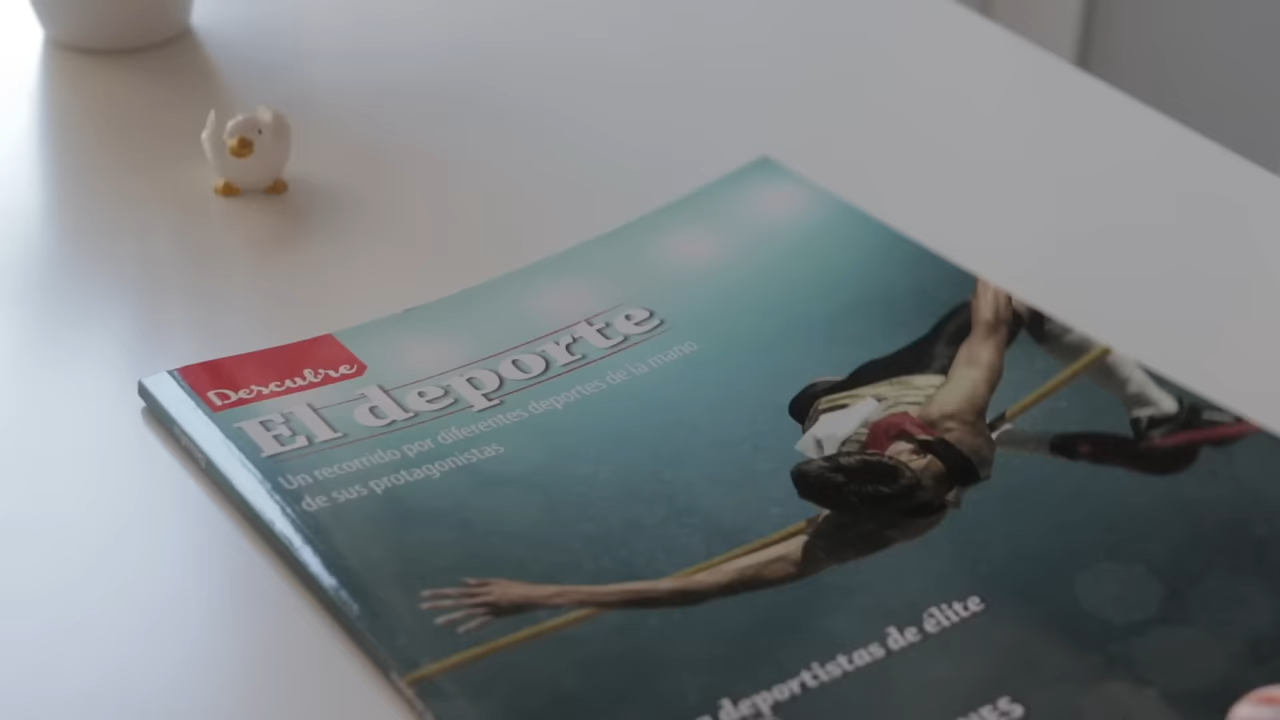 Descubre
El deporte
Un recorrido por diferentes deportes de la mano
de sus protagonistas
deportistas de élite